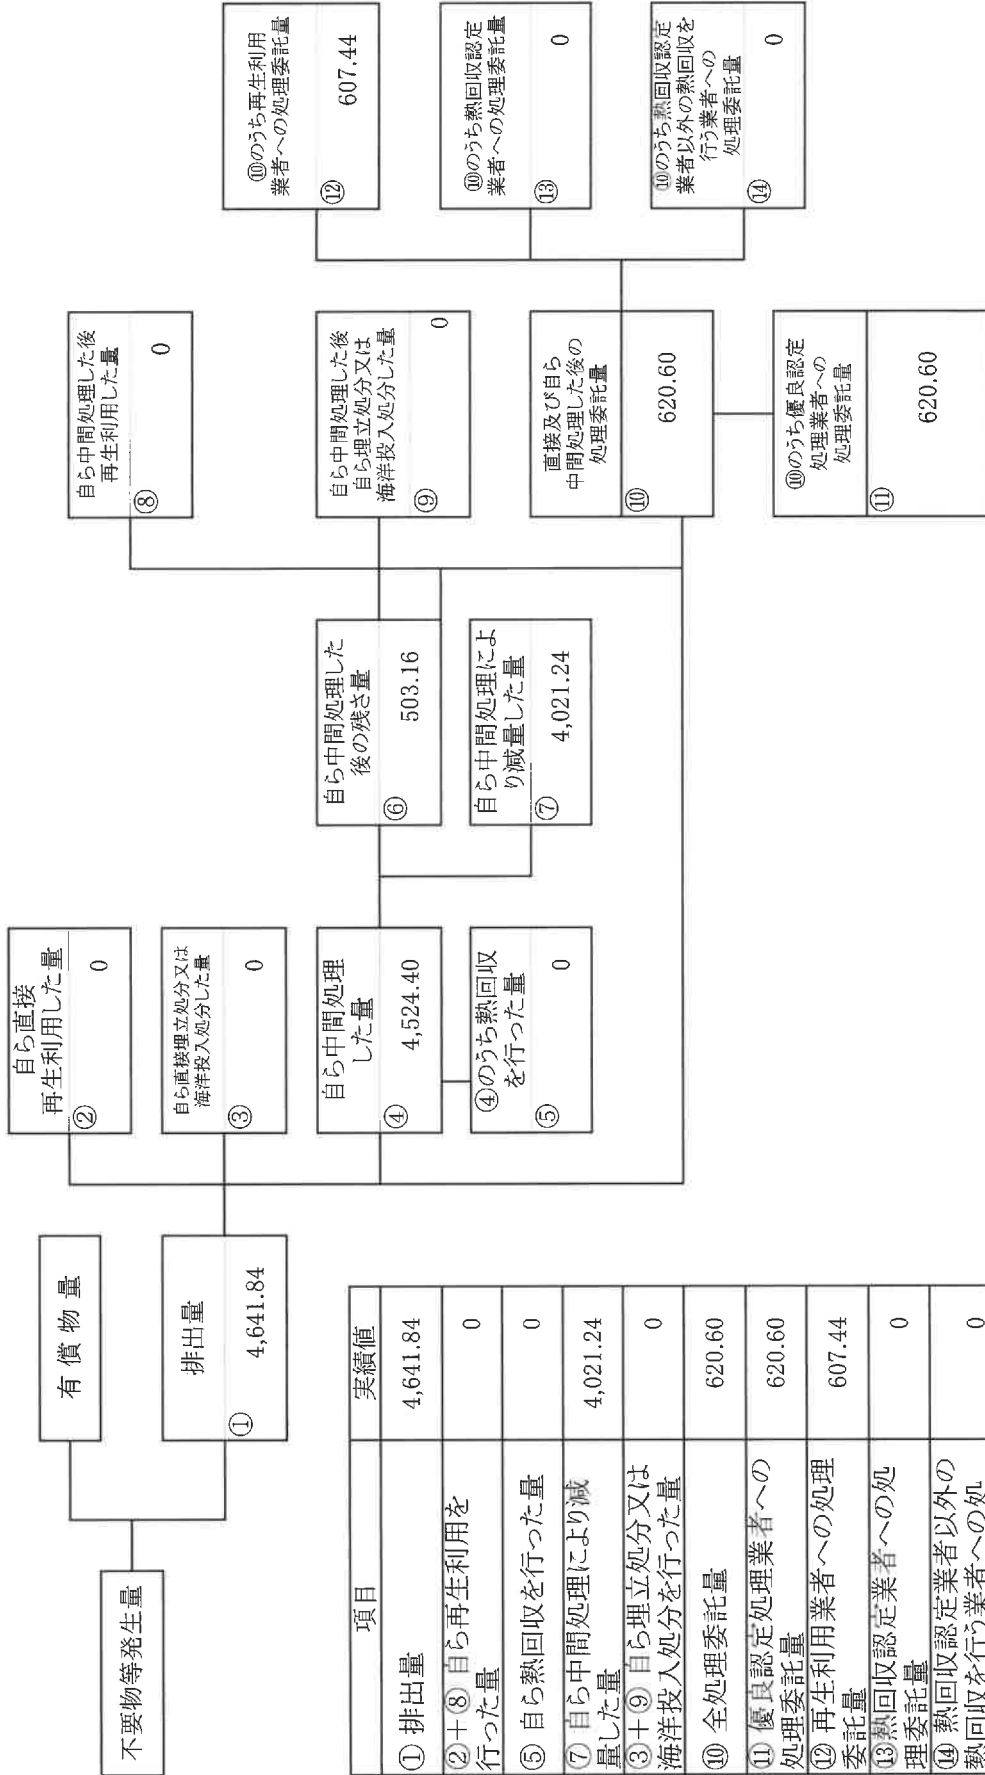 不要物等発生量
有償物量
排出量
①
4,641.84
自ら直接
再生利用した量
②
0
自ら直接埋立処分又は
海洋投入処分した量
③
0
自ら中間処理
した量
④
4,524.40
④のうち熱回収
を行った量
⑤
0
自ら中間処理した
後の残さ量
⑥
503.16
自ら中間処理によ
り減量した量
⑦
4,021.24
自ら中間処理した後
再生利用した量
⑧
0
自ら中間処理した後
自ら埋立処分又は
海洋投入処分した量
⑨
0
直接及び自ら
中間処理した後の
処理委託量
⑩
620.60
⑩のうち優良認定
処理業者への
処理委託量
⑪
620.60
⑩のうち再生利用
業者への処理委託量
⑫
607.44
⑩のうち熱回収認定
業者への処理委託量
⑬
0
⑩のうち熱回収認定
業者以外の熱回収を
行う業者への
処理委託量
⑭
0
項目 実績値
① 排出量 4,641.84
②＋⑧ 自ら再生利用を
行った量 0
⑤ 自ら熱回収を行った量 0
⑦ 自ら中間処理により減
量した量 4,021.24
③＋⑨ 自ら埋立処分又は
海洋投入処分を行った量 0
⑩ 全処理委託量 620.60
⑪ 優良認定処理業者への
処理委託量 620.60
⑫ 再生利用業者への処理
委託量 607.44
⑬熱回収認定業者への処
理委託量 0
⑭ 熱回収認定業者以外の
熱回収を行う業者への処 0